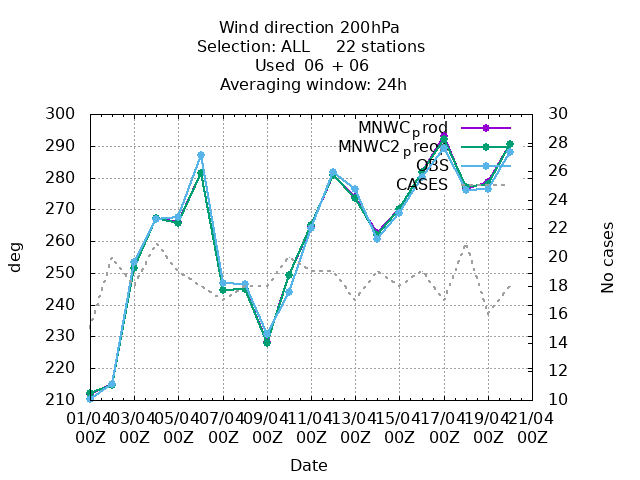 Wind direction 200hPa
Selection: ALL 22 stations
Used 06 + 06
Averaging window: 24h
300 30
290 28
280 26
270 24
260 22
250 20
240 18
230 16
220 14
210 12
10
deg
No cases
MNWCprod
MNWC2preop
OBS
CASES
01/04 03/04 05/04 07/04 09/04 11/04 13/04 15/04 17/04 19/04 21/04
00Z 00Z 00Z 00Z 00Z 00Z 00Z 00Z 00Z 00Z 00Z
Date